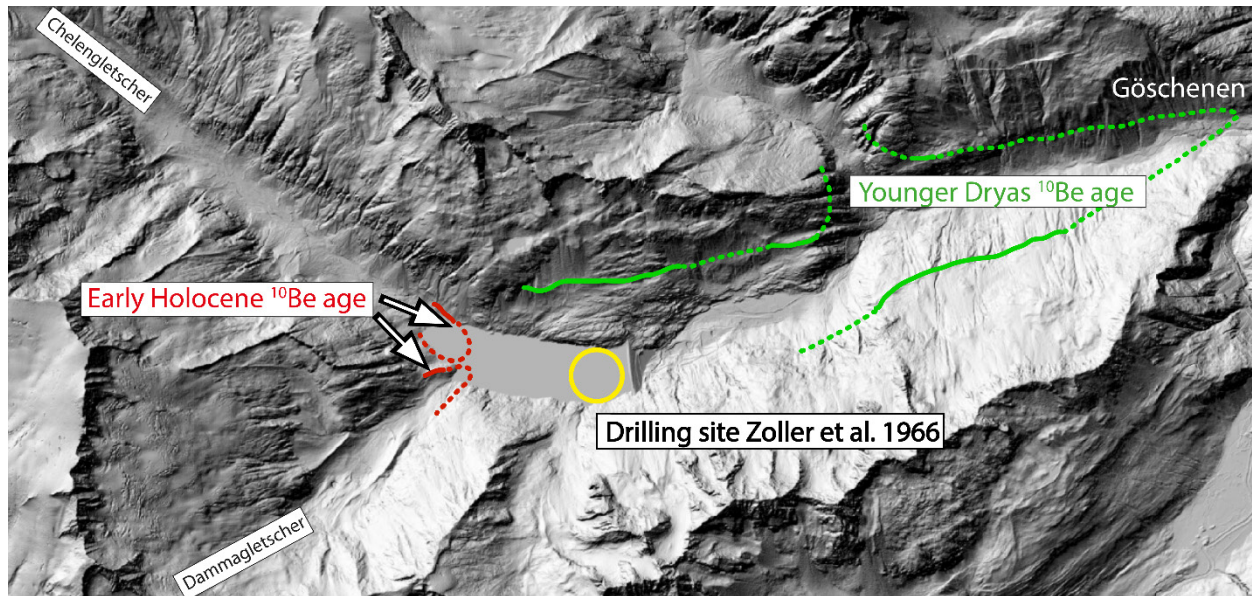 Chelengletscher
Göschenen
Younger Dryas ¹⁰Be age
Early Holocene ¹⁰Be age
Drilling site Zoller et al. 1966
Dammagletscher